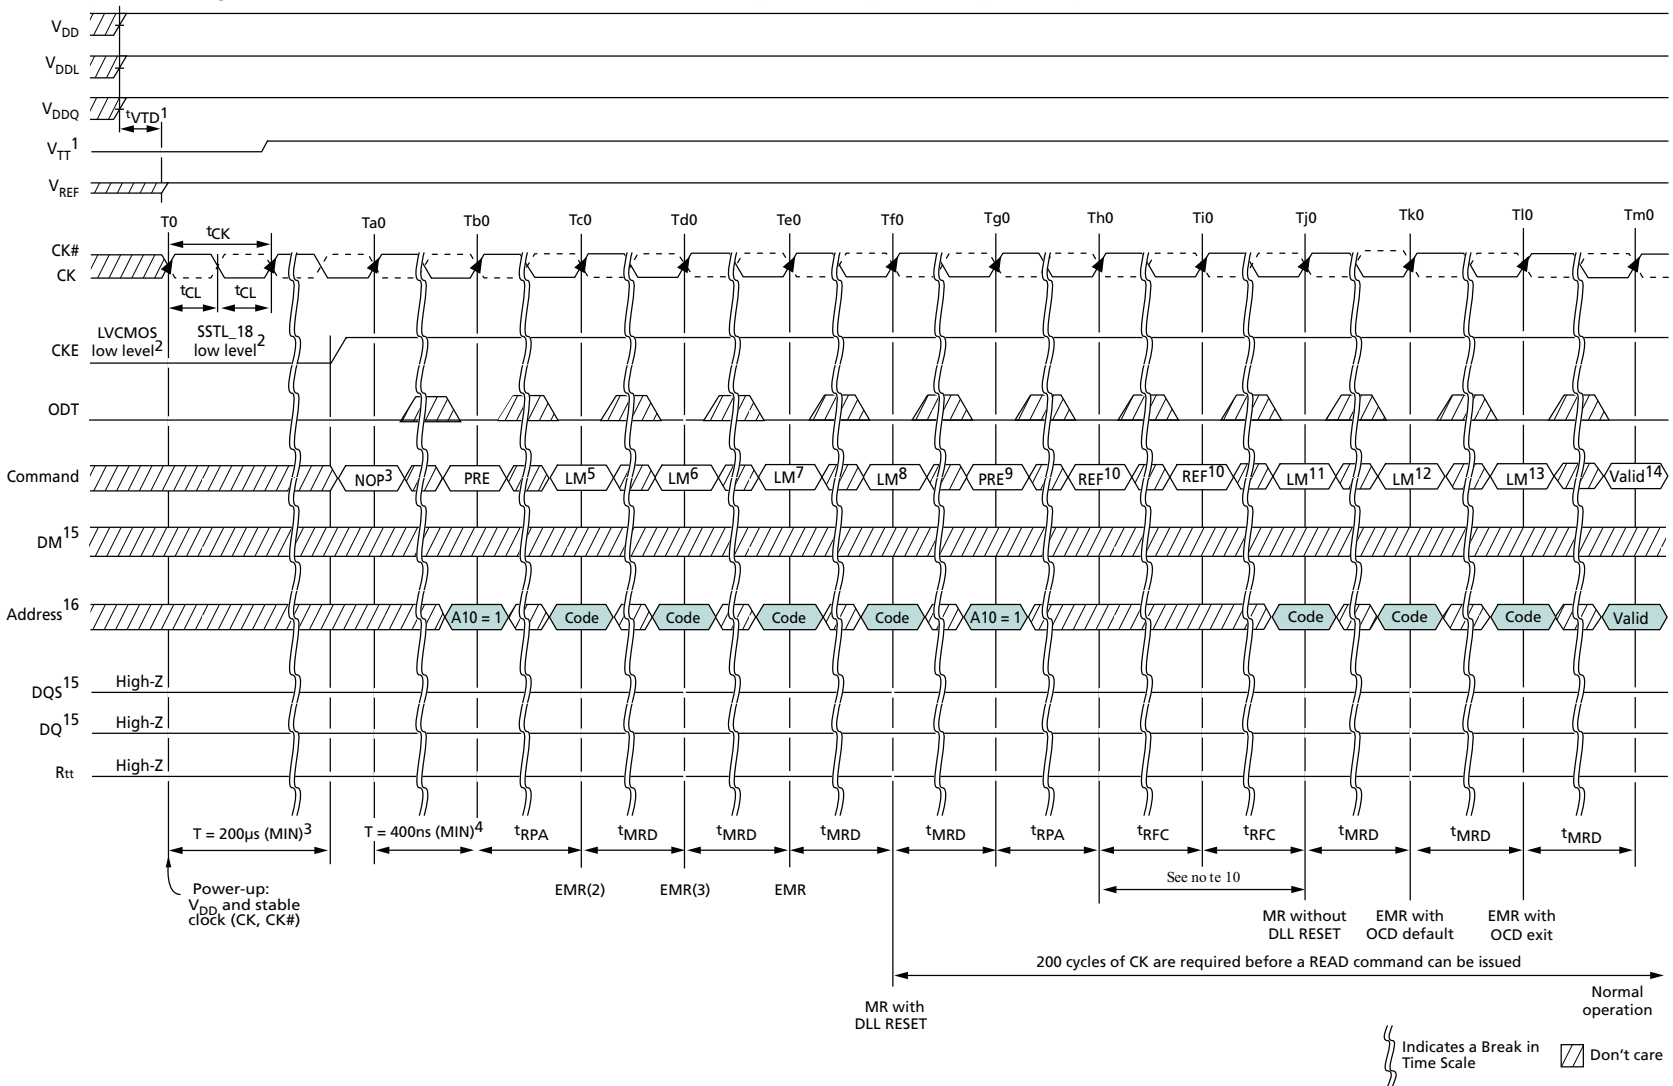 VDD
VDDL
VDDQ
tVTD1
VTT1
VREF
T0 Ta0 Tb0 Tc0 Td0 Te0 Tf0 Tg0 Th0 Ti0 Tj0 Tk0 Tl0 Tm0
tCK
CK#
CK
tCL tCL
LVCMOS low level2
SSTL_18 low level2
CKE
ODT
Command NOP3 PRE LM5 LM6 LM7 LM8 PRE9 REF10 REF10 LM11 LM12 LM13 Valid14
DM15
Address16 A10 = 1 Code Code Code Code A10 = 1 Code Code Code Valid
DQS15 High-Z
DQ15 High-Z
Rtt High-Z
T = 200µs (MIN)3 T = 400ns (MIN)4 tRPA tMRD tMRD tMRD tMRD tRPA tRFC tRFC tMRD tMRD tMRD
See no te 10
Power-up:
VDD and stable
clock (CK, CK#)
EMR(2) EMR(3) EMR
MR without
DLL RESET
EMR with
OCD default
EMR with
OCD exit
200 cycles of CK are required before a READ command can be issued
MR with
DLL RESET
Normal
operation
Indicates a Break in
Time Scale
Don't care